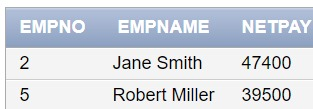 EMPNO EMPNAME NETPAY
2 Jane Smith 47400
5 Robert Miller 39500